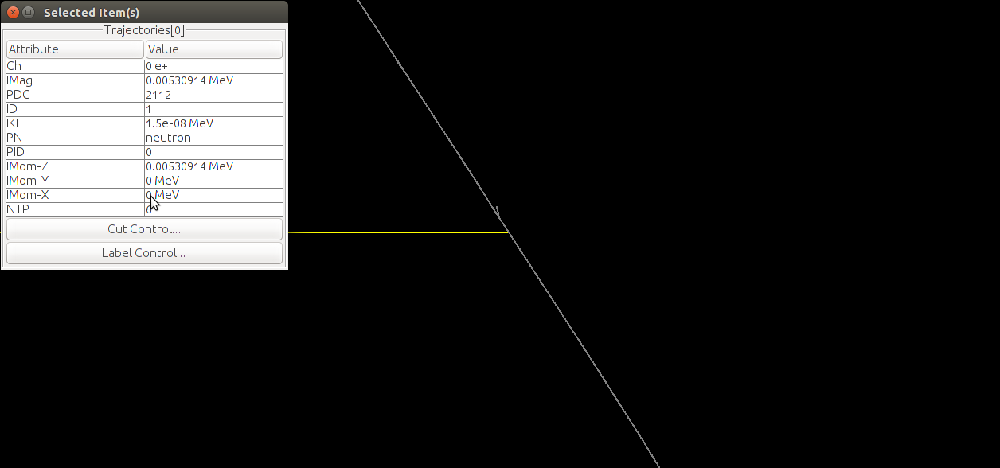 Selected Item(s)
Trajectories[0]
Attribute Value
Ch 0 e+
IMag 0.00530914 MeV
PDG 2112
ID 1
IKE 1.5e-08 MeV
PN neutron
PID 0
IMom-Z 0.00530914 MeV
IMom-Y 0 MeV
IMom-X 0 MeV
NTP
Cut Control...
Label Control...